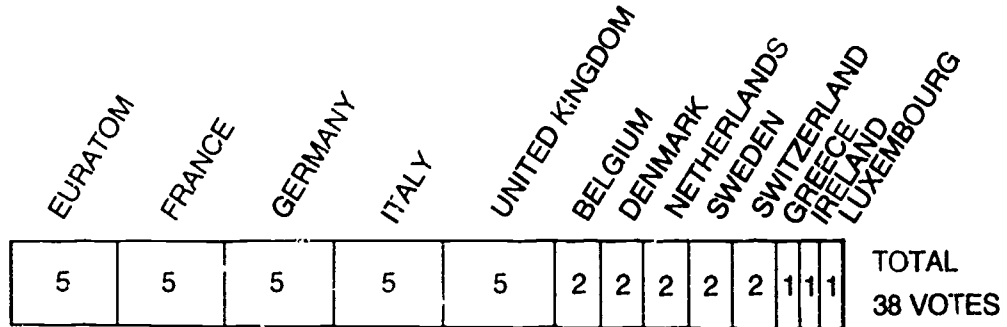 EURATOM
FRANCE
GERMANY
ITALY
UNITED KINGDOM
BELGIUM
DENMARK
NETHERLANDS
SWEDEN
SWITZERLAND
GREECE
IRELAND
LUXEMBOURG
5 5 5 5 5 2 2 2 2 2 1 1 1
TOTAL
38 VOTES